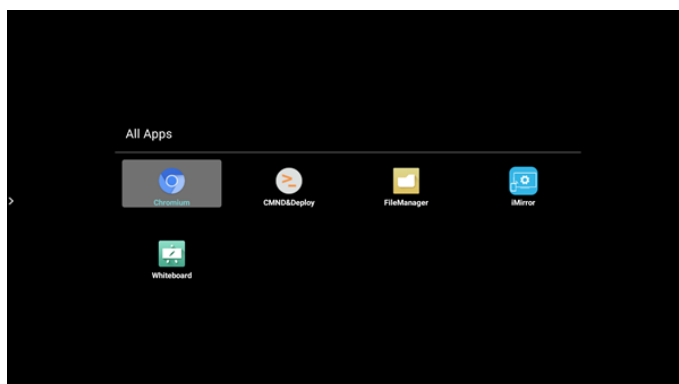 All Apps
Chromium
CMND&Deploy
FileManager
iMirror
Whiteboard